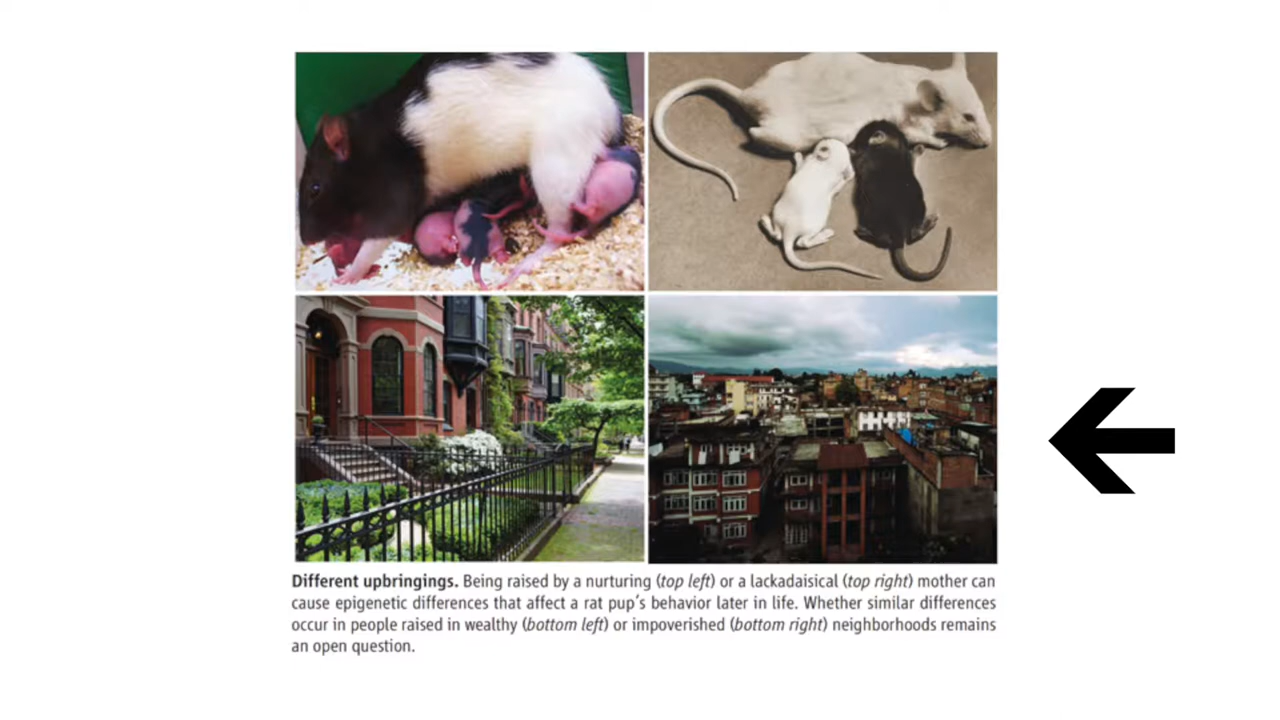 Different upbringings. Being raised by a nurturing (top left) or a lackadaisical (top right) mother can
cause epigenetic differences that affect a rat pup's behavior later in life. Whether similar differences
occur in people raised in wealthy (bottom left) or impoverished (bottom right) neighborhoods remains
an open question.